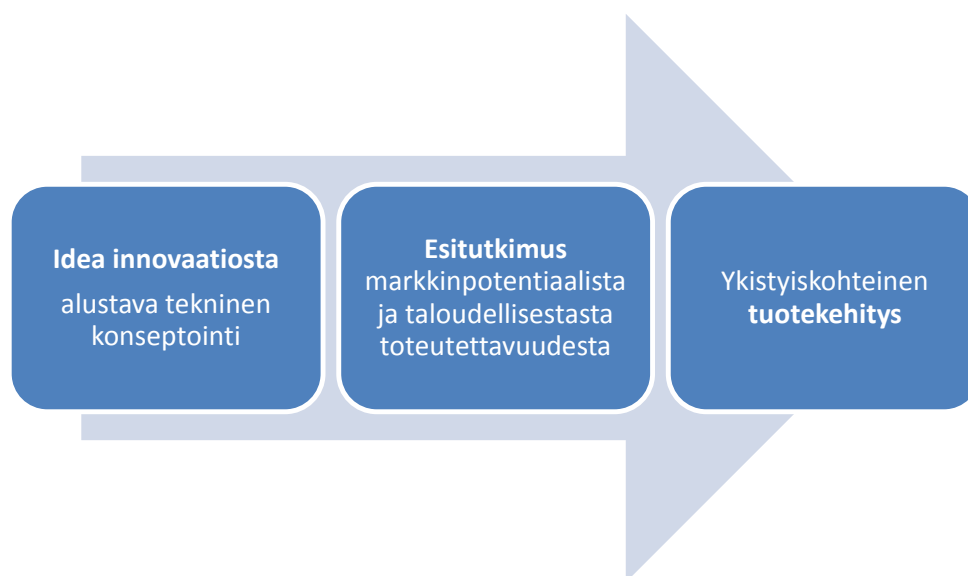 Idea innovaatiosta
alustava tekninen
konseptointi
Esitutkimus
markkinpotentiaalista
ja taloudellisestasta
toteutettavuudesta
Ykistyiskohteinen
tuotekehitys